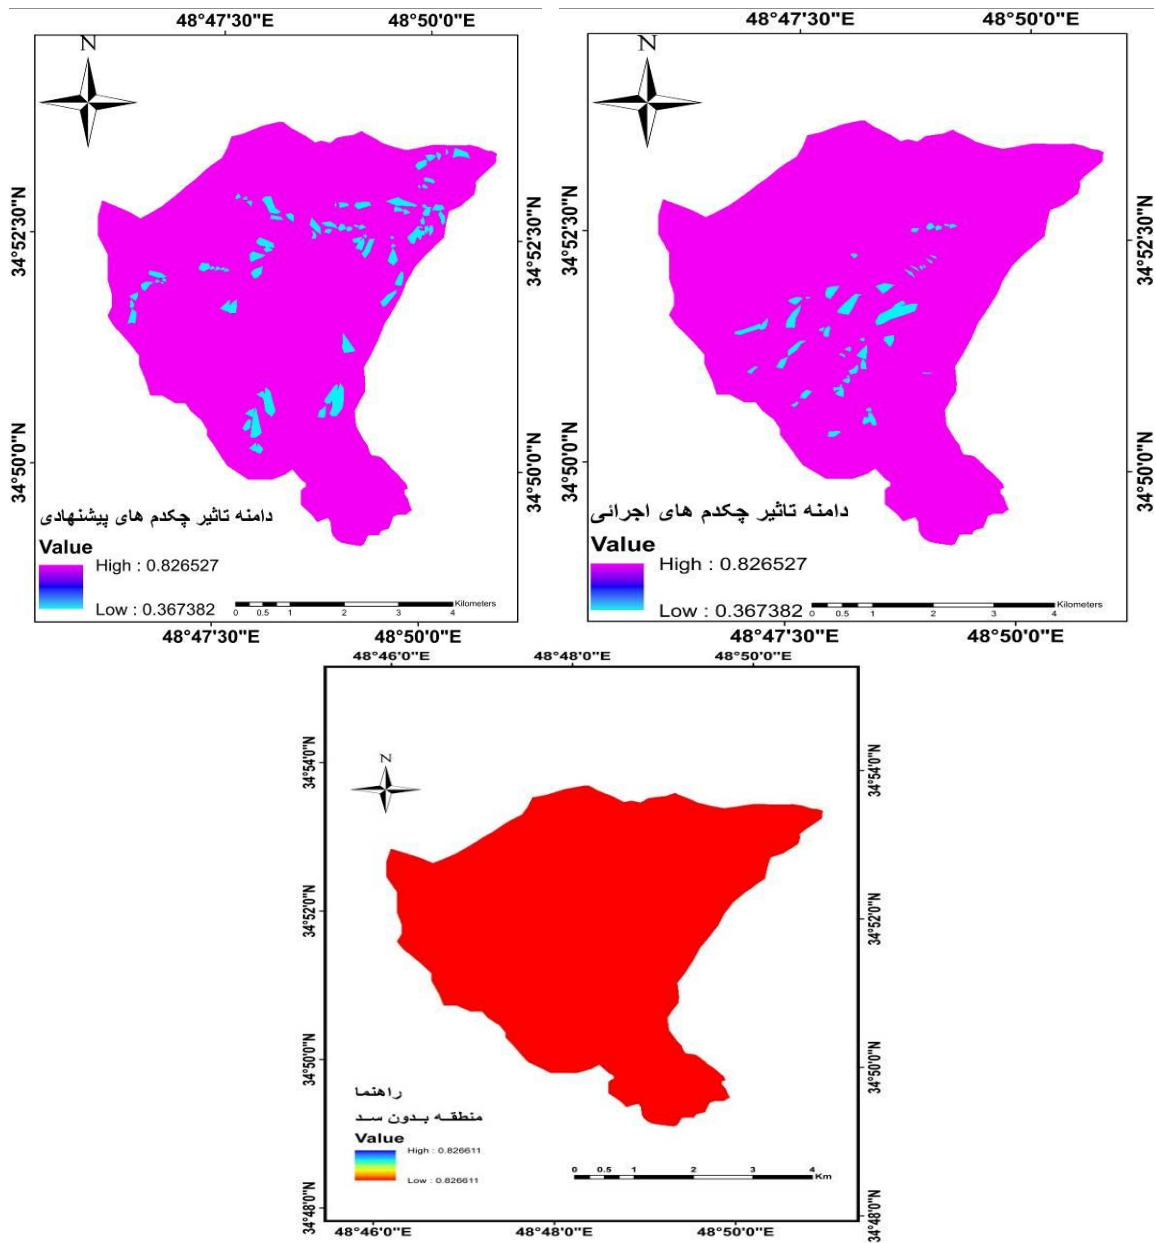 48°47'30"E 48°50'0"E
N
34°52'30"N
34°52'30"N
34°50'0"N
34°50'0"N
دامنه تاثیر چکدم های پیشنهادی
Value
High : 0.826527
Low : 0.367382
0 0.5 1 2 3 4 Kilometers
48°47'30"E 48°50'0"E
48°47'30"E 48°50'0"E
N
34°52'30"N
34°52'30"N
34°50'0"N
34°50'0"N
دامنه تاثیر چکدم های اجرائی
Value
High : 0.826527
Low : 0.367382
0 0.5 1 2 3 4 Kilometers
48°47'30"E 48°50'0"E
48°46'0"E 48°48'0"E 48°50'0"E
N
34°54'0"N
34°54'0"N
34°52'0"N
34°52'0"N
34°50'0"N
34°50'0"N
راهنما
منطقه بدون سد
Value
High : 0.826611
Low : 0.826611
0 0.5 1 2 3 4
Km
34°48'0"N
34°48'0"N
48°46'0"E 48°48'0"E 48°50'0"E